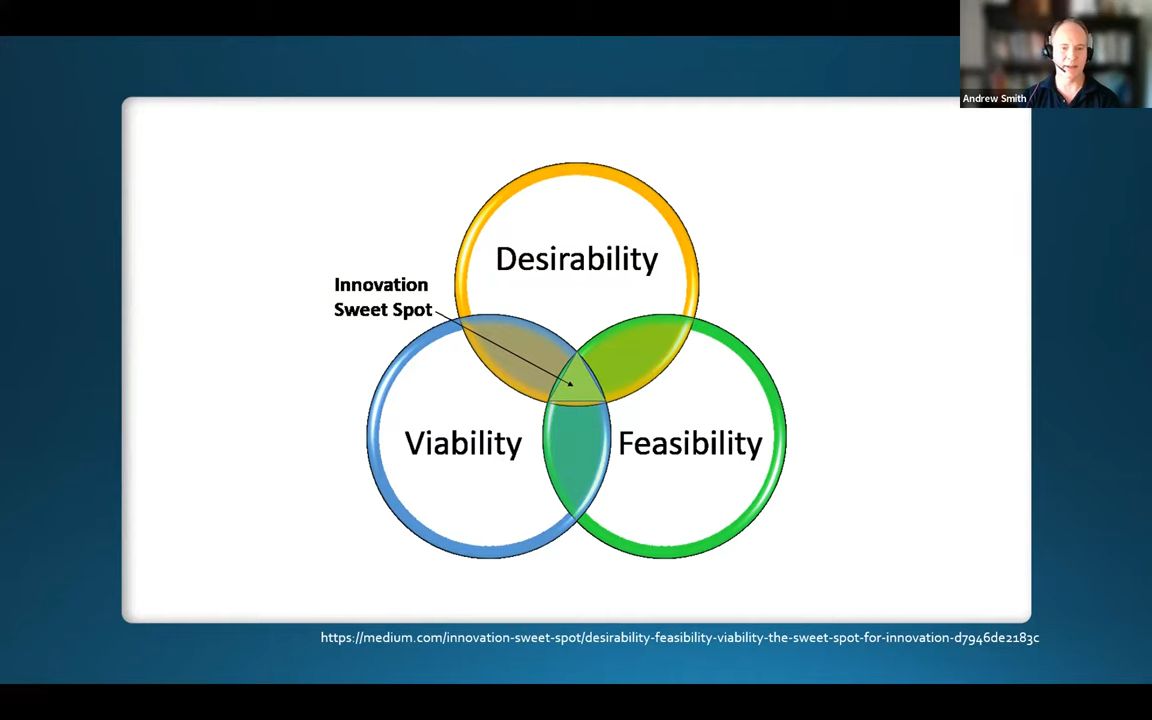 Andrew Smith
Desirability
Innovation
Sweet Spot
Viability
Feasibility
https://medium.com/innovation-sweet-spot/desirability-feasibility-viability-the-sweet-spot-for-innovation-d7946de2183c